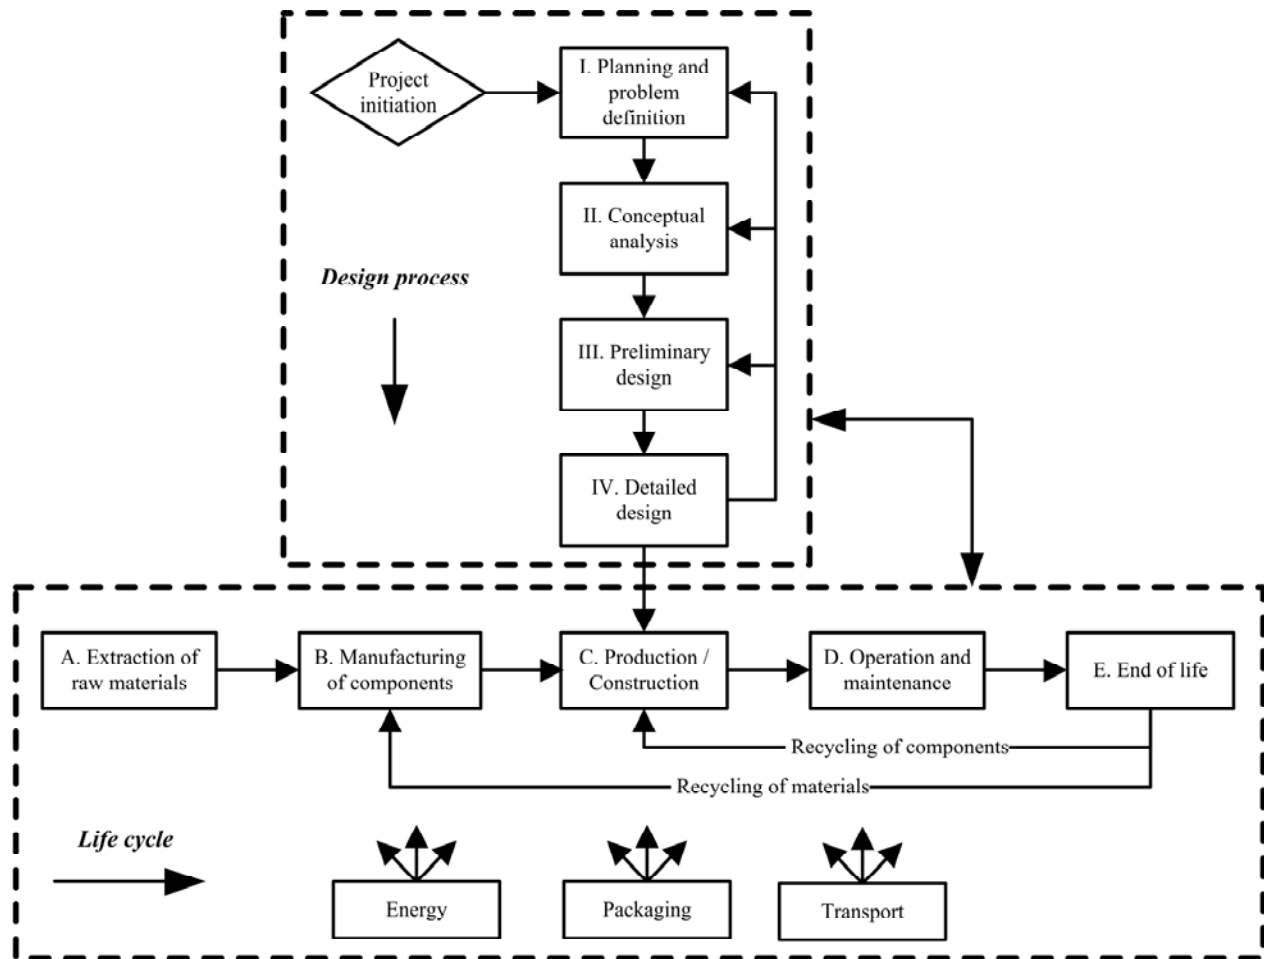 Project
initiation
I. Planning and
problem
definition
II. Conceptual
analysis
Design process
III. Preliminary
design
IV. Detailed
design
A. Extraction of
raw materials
B. Manufacturing
of components
C. Production /
Construction
D. Operation and
maintenance
E. End of life
Recycling of components
Recycling of materials
Life cycle
Energy
Packaging
Transport